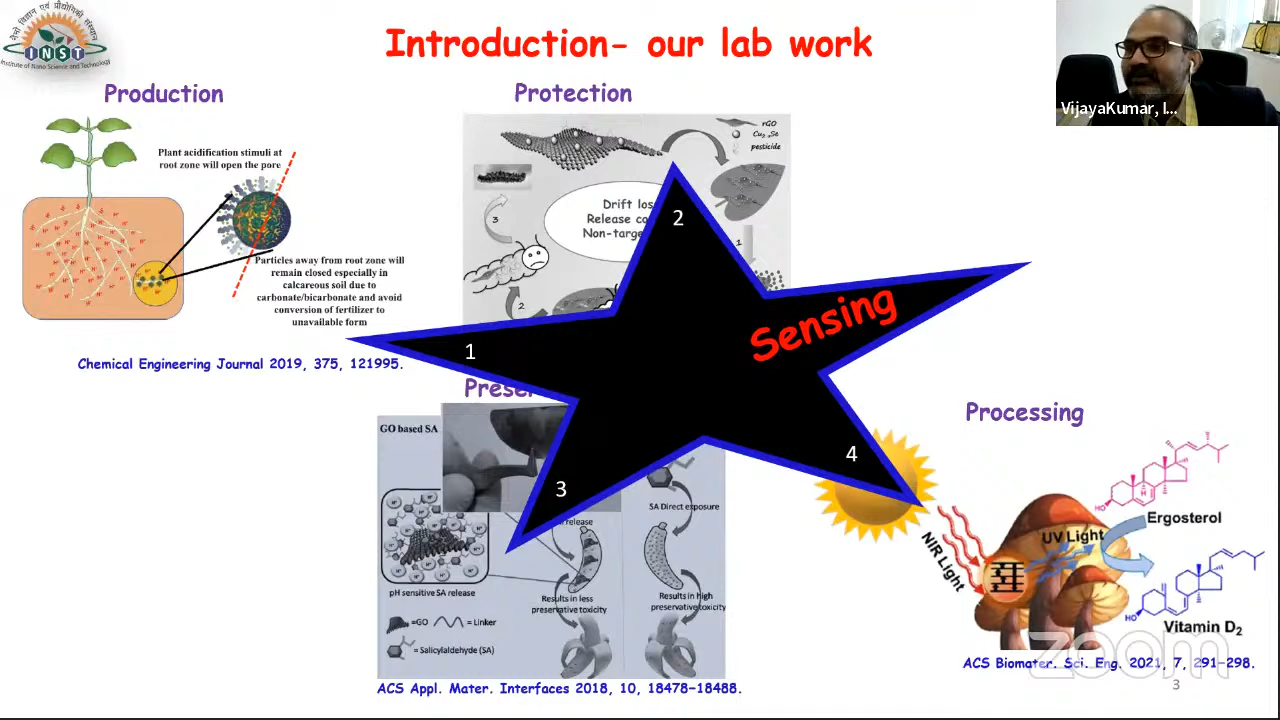 नैनो विज्ञान एवं प्रौद्योगिकी संस्थान
INST
Institute of Nano Science and Technology
Introduction- our lab work
VijayaKumar, I...
Production
Plant acidification stimuli at
root zone will open the pore
Particles away from root zone will
remain closed especially in
calcareous soil due to
carbonate/bicarbonate and avoid
conversion of fertilizer to
unavailable form
Chemical Engineering Journal 2019, 375, 121995.
Protection
rGO
pesticide
Drift
Release
3
1
2
2
Sensing
1
3
4
GO based SA
release
SA Direct exposure
pH sensitive SA release
Results in less
preservative toxicity
Results in high
preservative toxicity
=GO
= Linker
= Salicylaldehyde (SA)
ACS Appl. Mater. Interfaces 2018, 10, 18478–18488.
Processing
NIR Light
UV Light
HO
H
Ergosterol
HO
Vitamin D2
ACS Biomater. Sci. Eng. 2021, 7, 291–298.
zoom
3